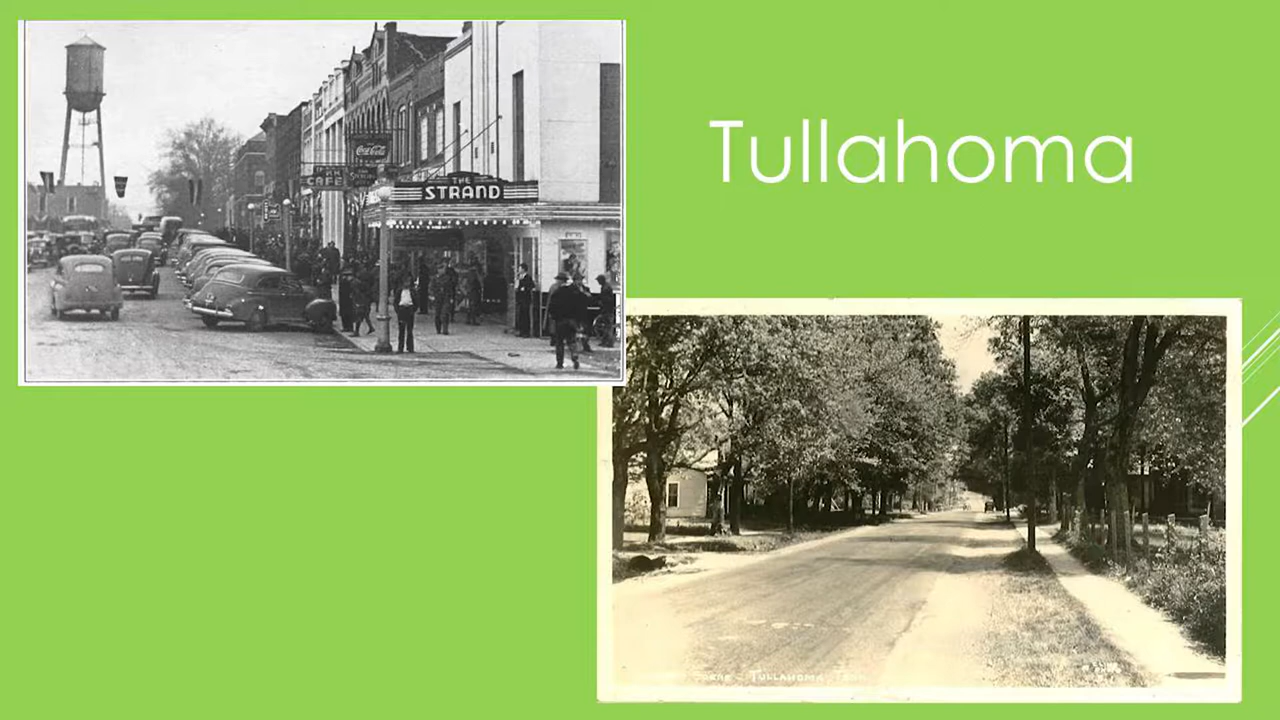 Tullahoma
Coca-Cola
CAFE
THE
STRAND
TULLAHOMA